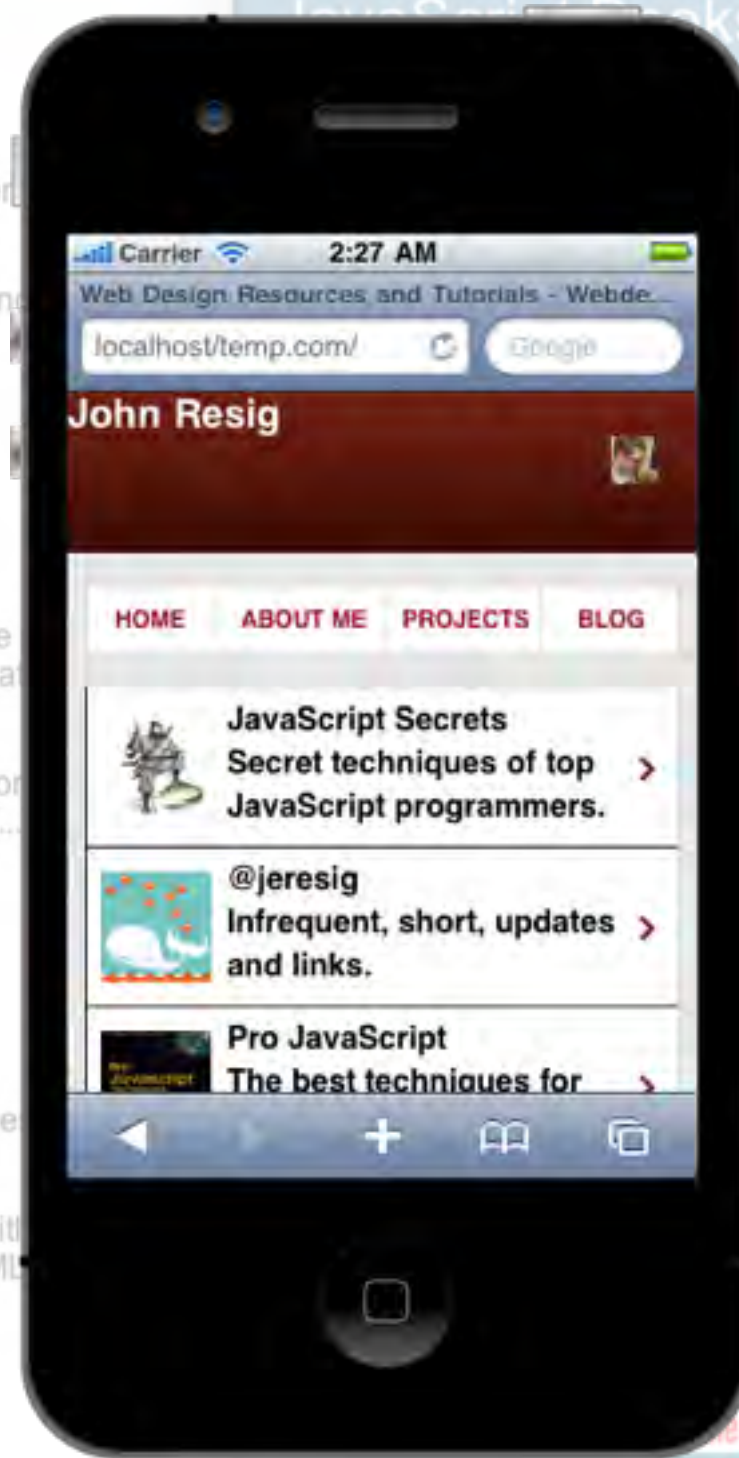 JavaScript Books
Carrier 2:27 AM
Web Design Resources and Tutorials - Webde...
localhost/temp.com/ Google
John Resig
HOME ABOUT ME PROJECTS BLOG
JavaScript Secrets
Secret techniques of top
JavaScript programmers.
@jeresig
Infrequent, short, updates
and links.
Pro JavaScript
The best techniques for